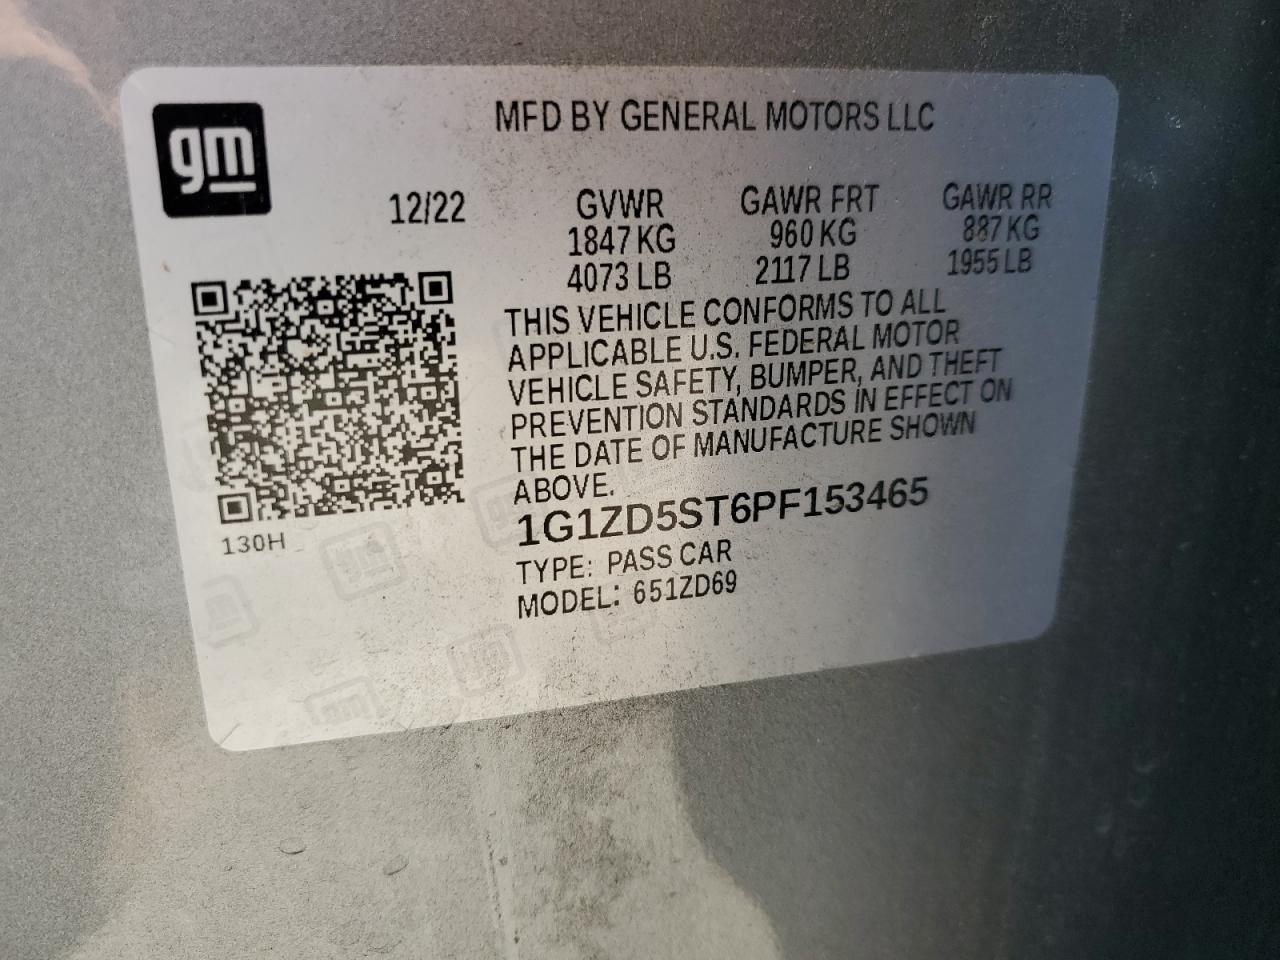 gm
MFD BY GENERAL MOTORS LLC
12/22
GVWR GAWR FRT GAWR RR
1847 KG 960 KG 887 KG
4073 LB 2117 LB 1955 LB
THIS VEHICLE CONFORMS TO ALL
APPLICABLE U.S. FEDERAL MOTOR
VEHICLE SAFETY, BUMPER, AND THEFT
PREVENTION STANDARDS IN EFFECT ON
THE DATE OF MANUFACTURE SHOWN
ABOVE.
1G1ZD5ST6PF153465
130H
TYPE: PASS CAR
MODEL: 651ZD69
gm